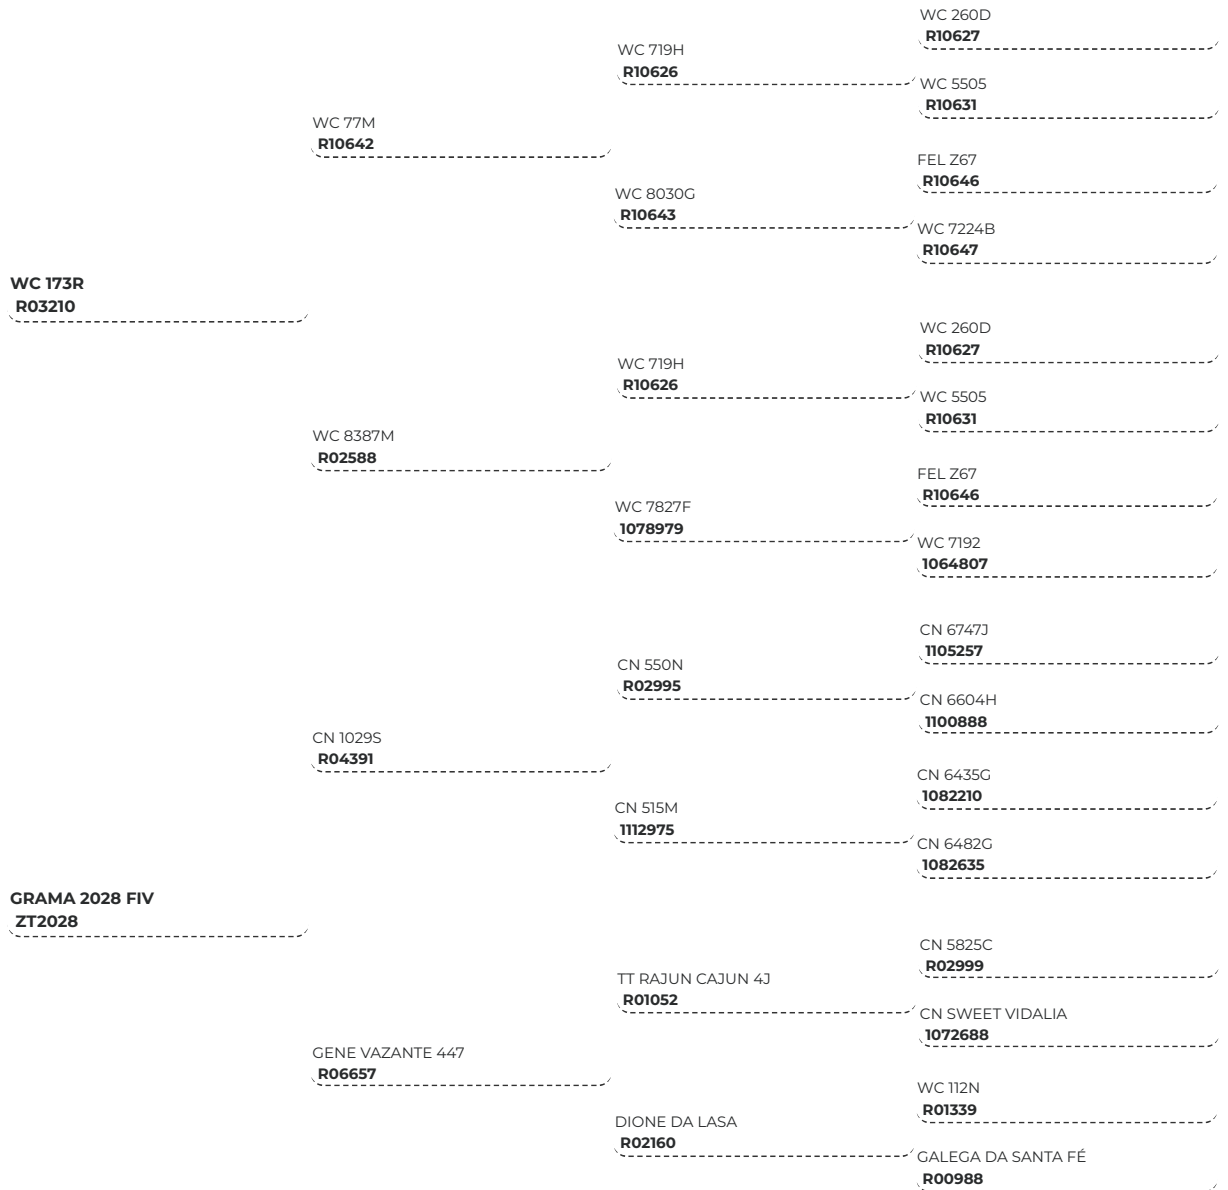 WC 260D
R10627
WC 719H
R10626
WC 5505
R10631
WC 77M
R10642
FEL Z67
R10646
WC 8030G
R10643
WC 7224B
R10647
WC 173R
R03210
WC 260D
R10627
WC 719H
R10626
WC 5505
R10631
WC 8387M
R02588
FEL Z67
R10646
WC 7827F
1078979
WC 7192
1064807
CN 6747J
1105257
CN 550N
R02995
CN 6604H
1100888
CN 1029S
R04391
CN 6435G
1082210
CN 515M
1112975
CN 6482G
1082635
GRAMA 2028 FIV
ZT2028
CN 5825C
R02999
TT RAJUN CAJUN 4J
R01052
CN SWEET VIDALIA
1072688
GENE VAZANTE 447
R06657
WC 112N
R01339
DIONE DA LASA
R02160
GALEGA DA SANTA FÉ
R00988